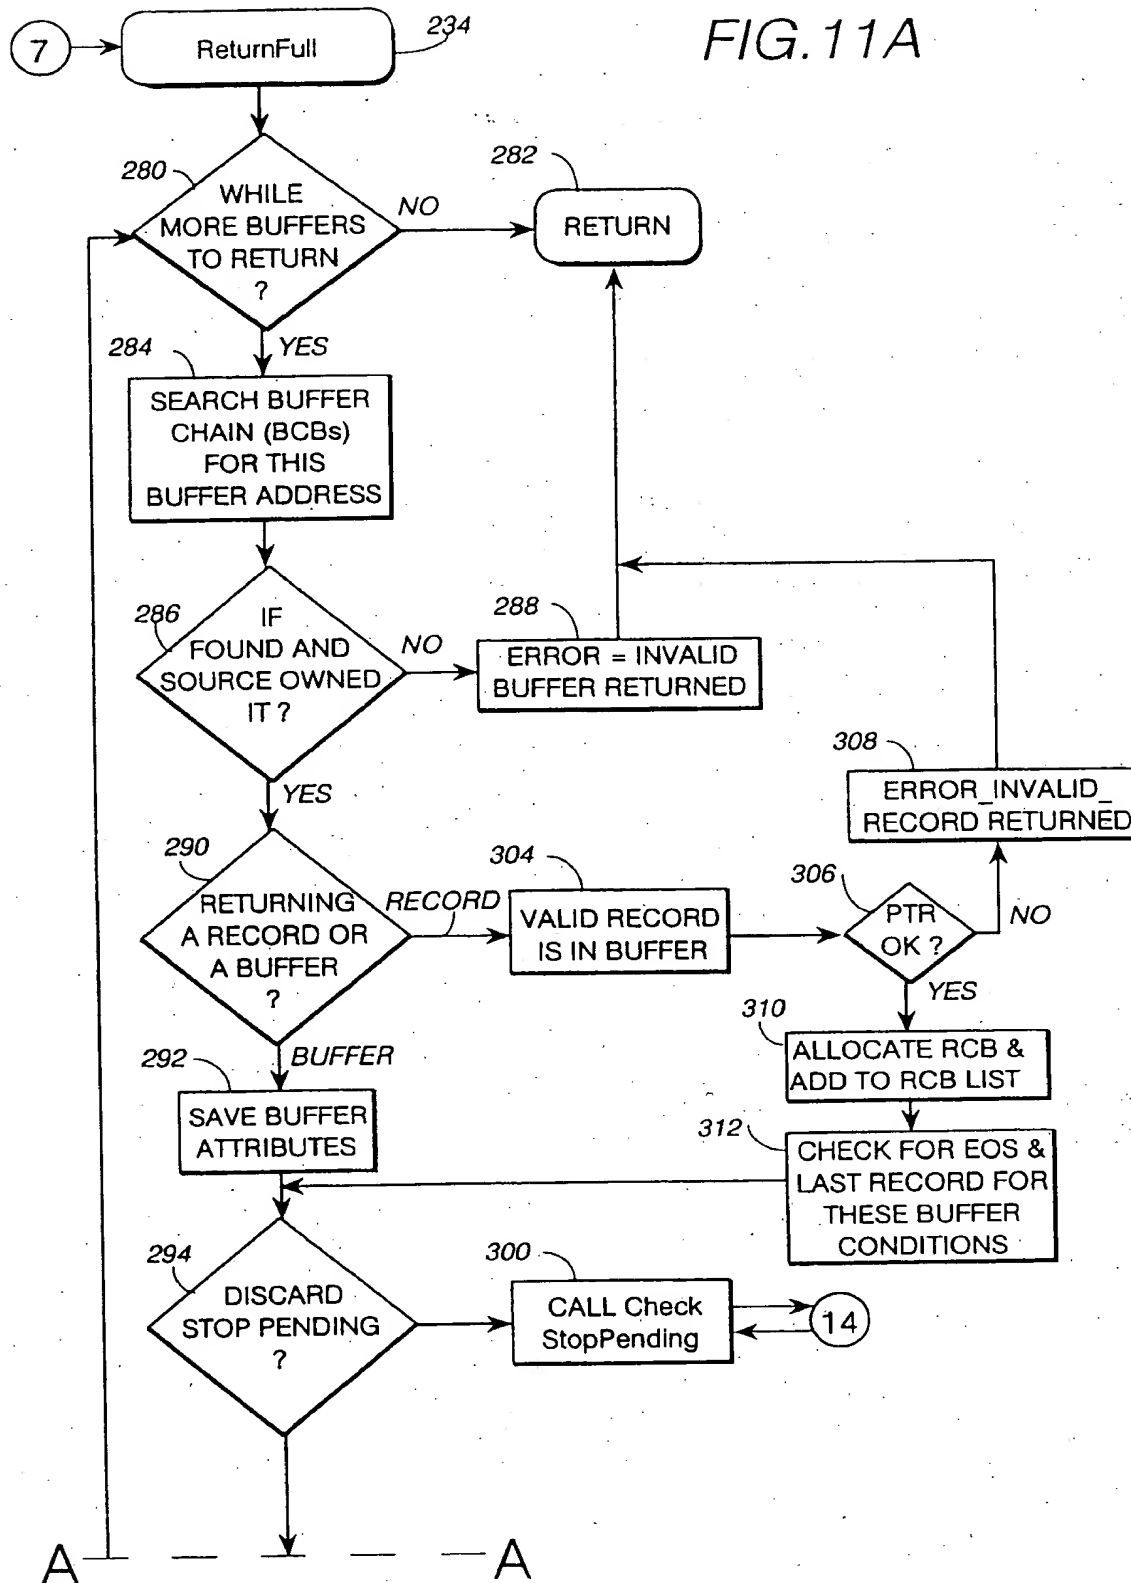 FIG.11A
7
ReturnFull
234
280
WHILE
MORE BUFFERS
TO RETURN
?
NO
282
RETURN
YES
284
SEARCH BUFFER
CHAIN (BCBs)
FOR THIS
BUFFER ADDRESS
286
IF
FOUND AND
SOURCE OWNED
IT ?
NO
288
ERROR = INVALID
BUFFER RETURNED
YES
308
ERROR_INVALID_
RECORD RETURNED
290
RETURNING
A RECORD OR
A BUFFER
?
RECORD
304
VALID RECORD
IS IN BUFFER
306
PTR
OK ?
NO
YES
BUFFER
310
ALLOCATE RCB &
ADD TO RCB LIST
292
SAVE BUFFER
ATTRIBUTES
312
CHECK FOR EOS &
LAST RECORD FOR
THESE BUFFER
CONDITIONS
294
DISCARD
STOP PENDING
?
300
CALL Check
StopPending
14
A
A